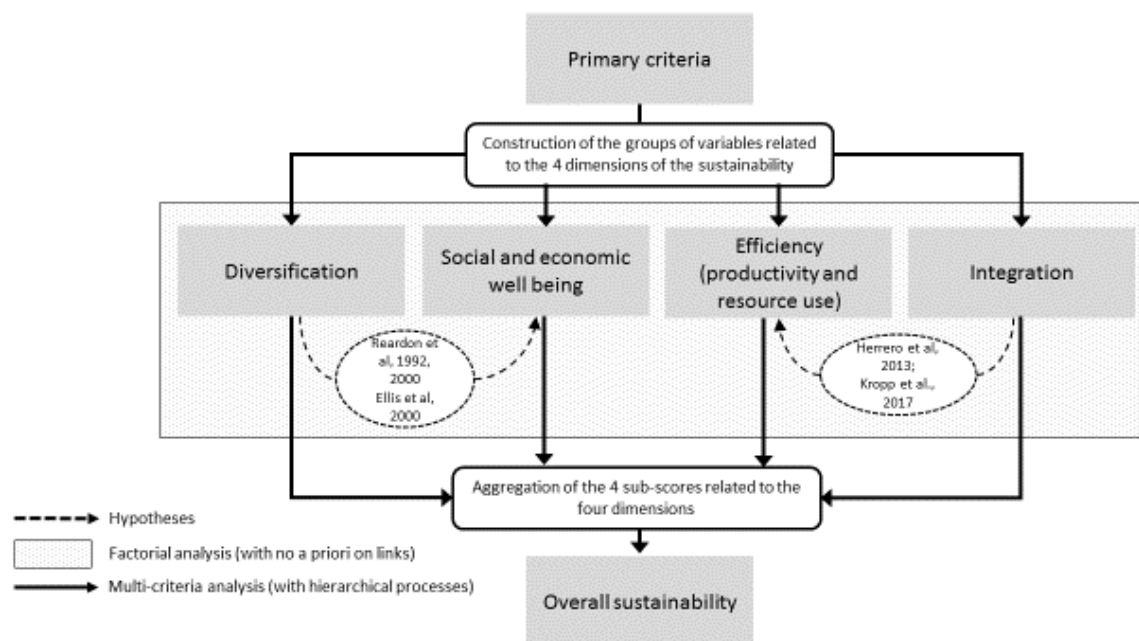 Primary criteria
Construction of the groups of variables related
to the 4 dimensions of the sustainability
Diversification
Social and economic
well being
Efficiency
(productivity and
resource use)
Integration
Reardon et
al, 1992,
2000
Ellis et al,
2000
Herrero et al,
2013;
Kropp et al.,
2017
Aggregation of the 4 sub-scores related to the
four dimensions
Hypotheses
Factorial analysis (with no a priori on links)
Multi-criteria analysis (with hierarchical processes)
Overall sustainability